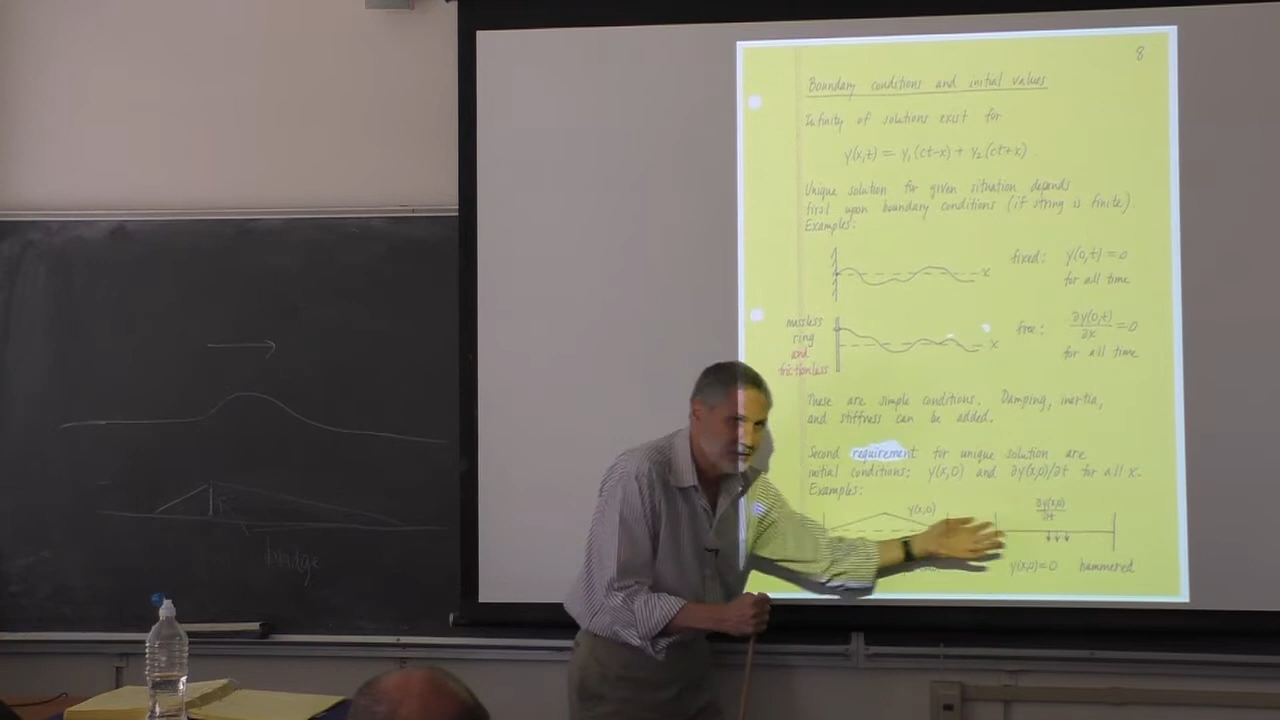 8
Boundary conditions and initial values
Infinity of solutions exist for
y(x,t) = y₁(ct-x) + y₂(ct+x)
Unique solution for given situation depends
first upon boundary conditions (if string is finite).
Examples:
x
fixed: y(0,t) = 0
for all time
massless
ring
and
frictionless
x
free: ∂y(0,t)/∂x = 0
for all time
These are simple conditions. Damping, inertia,
and stiffness can be added.
Second requirement for unique solution are
initial conditions: y(x,0) and ∂y(x,0)/∂t for all x.
Examples:
y(x,0)
∂y(x,0)/∂t
y(x,0)=0 hammered
bridge